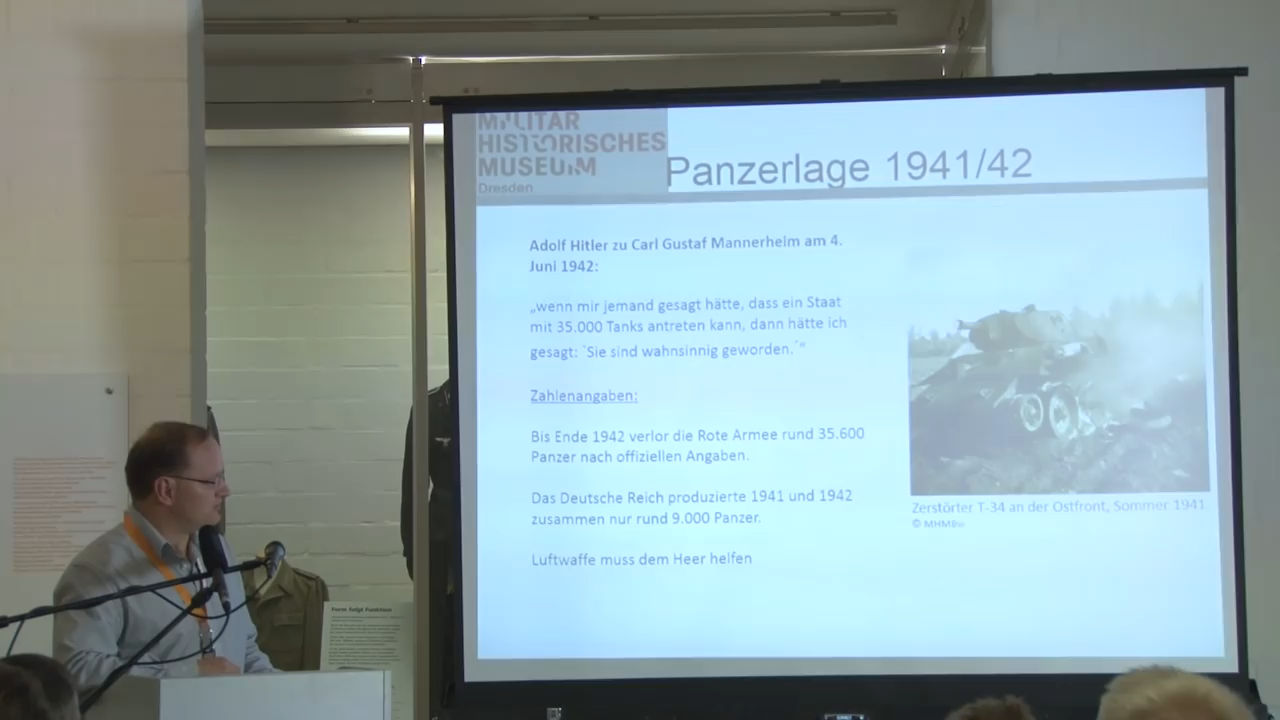 MILITÄR
HISTORISCHES
MUSEUM
Dresden
Panzerlage 1941/42
Adolf Hitler zu Carl Gustaf Mannerheim am 4.
Juni 1942:
„wenn mir jemand gesagt hätte, dass ein Staat
mit 35.000 Tanks antreten kann, dann hätte ich
gesagt: ´Sie sind wahnsinnig geworden.´“
Zahlenangaben:
Bis Ende 1942 verlor die Rote Armee rund 35.600
Panzer nach offiziellen Angaben.
Das Deutsche Reich produzierte 1941 und 1942
zusammen nur rund 9.000 Panzer.
Luftwaffe muss dem Heer helfen
Zerstörter T-34 an der Ostfront, Sommer 1941
© MHMBw
Form folgt Funktion